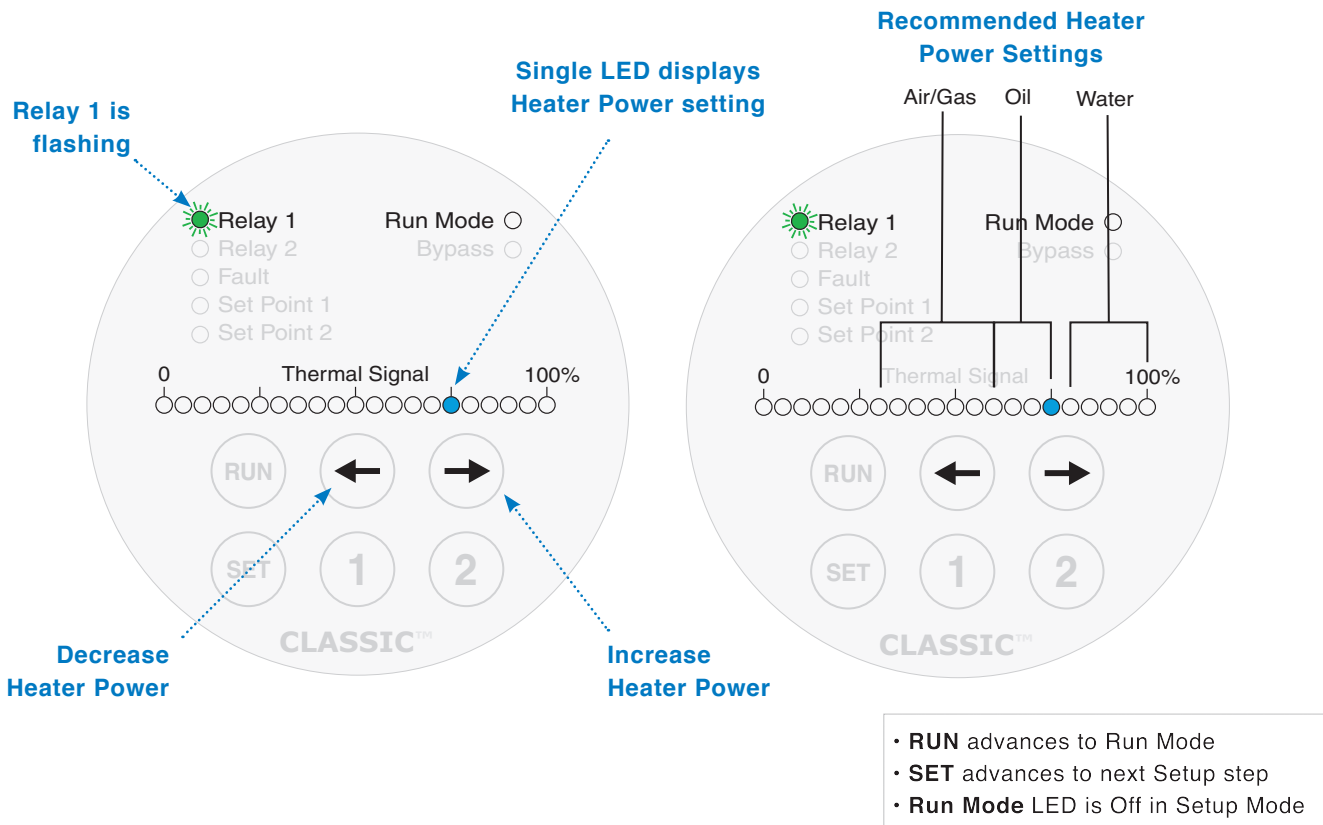 Relay 1 is
flashing
Single LED displays
Heater Power setting
Relay 1
Run Mode
Relay 2
Bypass
Fault
Set Point 1
Set Point 2
0
Thermal Signal
100%
RUN
SET
1
2
CLASSIC™
Decrease
Heater Power
Increase
Heater Power
Recommended Heater
Power Settings
Air/Gas
Oil
Water
Relay 1
Run Mode
Relay 2
Bypass
Fault
Set Point 1
Set Point 2
0
Thermal Signal
100%
RUN
SET
1
2
CLASSIC™
• RUN advances to Run Mode
• SET advances to next Setup step
• Run Mode LED is Off in Setup Mode